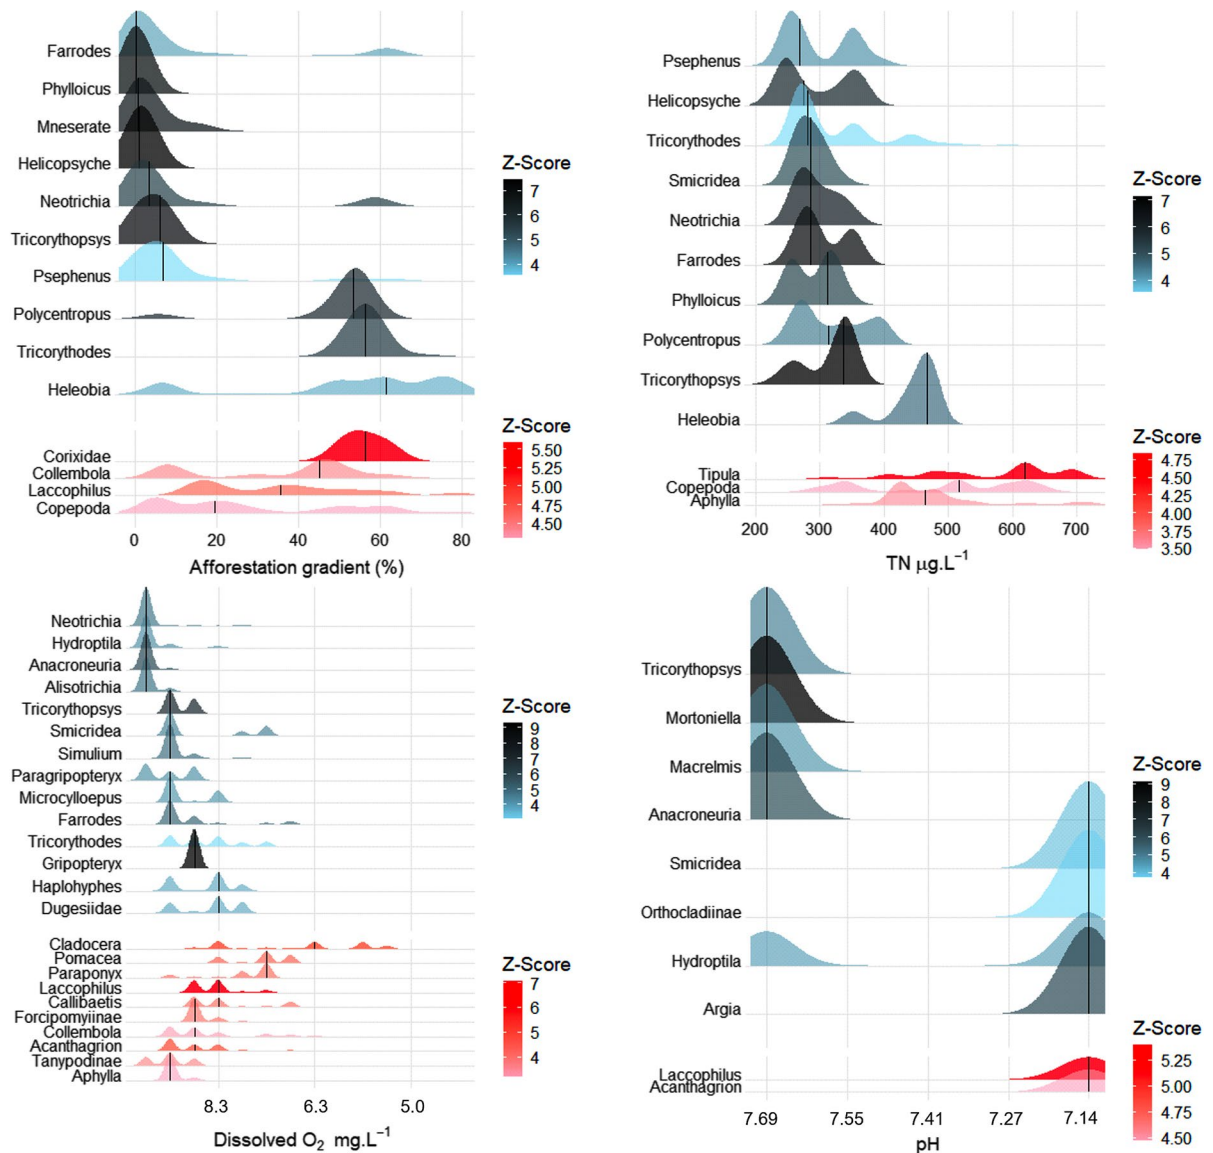 Farrodes
Phylloicus
Mneserate
Helicopsyche
Neotrichia
Tricorythopsys
Psephenus
Polycentropus
Tricorythodes
Heleobia
Corixidae
Collembola
Laccophilus
Copepoda
0 20 40 60 80
Afforestation gradient (%)
Z-Score
7
6
5
4
Z-Score
5.50
5.25
5.00
4.75
4.50
Psephenus
Helicopsyche
Tricorythodes
Smicridea
Neotrichia
Farrodes
Phylloicus
Polycentropus
Tricorythopsys
Heleobia
Tipula
Copepoda
Aphylla
200 300 400 500 600 700
TN µg.L⁻¹
Z-Score
7
6
5
4
Z-Score
4.75
4.50
4.25
4.00
3.75
3.50
Neotrichia
Hydroptila
Anacroneuria
Alisotrichia
Tricorythopsys
Smicridea
Simulium
Paragripopteryx
Microcylloepus
Farrodes
Tricorythodes
Gripopteryx
Haplohyphes
Dugesiidae
Cladocera
Pomacea
Paraponyx
Laccophilus
Callibaetis
Forcipomyiinae
Collembola
Acanthagrion
Tanypodinae
Aphylla
8.3 6.3 5.0
Dissolved O₂ mg.L⁻¹
Z-Score
9
8
7
6
5
4
Z-Score
7
6
5
4
Tricorythopsys
Mortoniella
Macrelmis
Anacroneuria
Smicridea
Orthocladiinae
Hydroptila
Argia
Laccophilus
Acanthagrion
7.69 7.55 7.41 7.27 7.14
pH
Z-Score
9
8
7
6
5
4
Z-Score
5.25
5.00
4.75
4.50